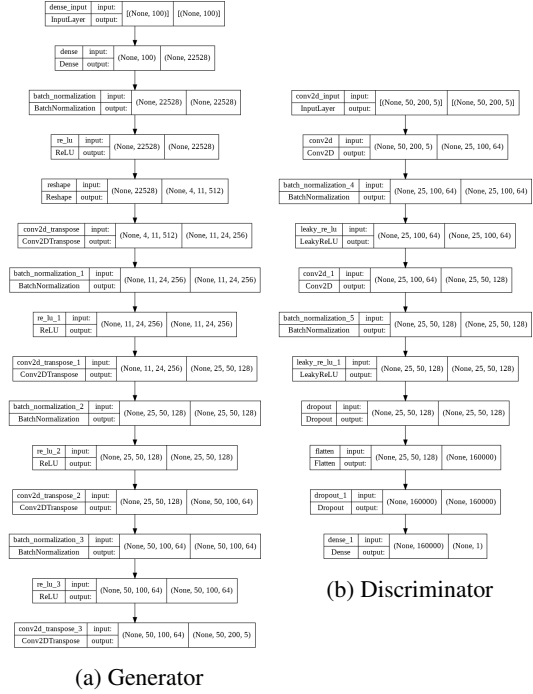 dense_input input: [(None, 100)] [(None, 100)]
InputLayer output:
dense input: (None, 100) (None, 22528)
Dense output:
batch_normalization input: (None, 22528) (None, 22528)
BatchNormalization output:
re_lu input: (None, 22528) (None, 22528)
ReLU output:
reshape input: (None, 22528) (None, 4, 11, 512)
Reshape output:
conv2d_transpose input: (None, 4, 11, 512) (None, 11, 24, 256)
Conv2DTranspose output:
batch_normalization_1 input: (None, 11, 24, 256) (None, 11, 24, 256)
BatchNormalization output:
re_lu_1 input: (None, 11, 24, 256) (None, 11, 24, 256)
ReLU output:
conv2d_transpose_1 input: (None, 11, 24, 256) (None, 25, 50, 128)
Conv2DTranspose output:
batch_normalization_2 input: (None, 25, 50, 128) (None, 25, 50, 128)
BatchNormalization output:
re_lu_2 input: (None, 25, 50, 128) (None, 25, 50, 128)
ReLU output:
conv2d_transpose_2 input: (None, 25, 50, 128) (None, 50, 100, 64)
Conv2DTranspose output:
batch_normalization_3 input: (None, 50, 100, 64) (None, 50, 100, 64)
BatchNormalization output:
re_lu_3 input: (None, 50, 100, 64) (None, 50, 100, 64)
ReLU output:
conv2d_transpose_3 input: (None, 50, 100, 64) (None, 50, 200, 5)
Conv2DTranspose output:
(a) Generator
conv2d_input input: [(None, 50, 200, 5)] [(None, 50, 200, 5)]
InputLayer output:
conv2d input: (None, 50, 200, 5) (None, 25, 100, 64)
Conv2D output:
batch_normalization_4 input: (None, 25, 100, 64) (None, 25, 100, 64)
BatchNormalization output:
leaky_re_lu input: (None, 25, 100, 64) (None, 25, 100, 64)
LeakyReLU output:
conv2d_1 input: (None, 25, 100, 64) (None, 25, 50, 128)
Conv2D output:
batch_normalization_5 input: (None, 25, 50, 128) (None, 25, 50, 128)
BatchNormalization output:
leaky_re_lu_1 input: (None, 25, 50, 128) (None, 25, 50, 128)
LeakyReLU output:
dropout input: (None, 25, 50, 128) (None, 25, 50, 128)
Dropout output:
flatten input: (None, 25, 50, 128) (None, 160000)
Flatten output:
dropout_1 input: (None, 160000) (None, 160000)
Dropout output:
dense_1 input: (None, 160000) (None, 1)
Dense output:
(b) Discriminator